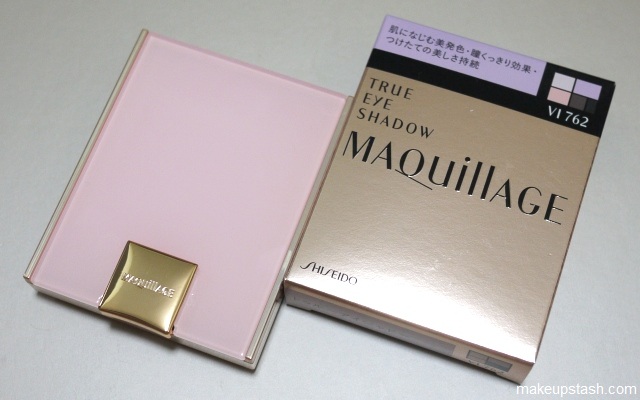 肌になじむ美発色・瞳くっきり効果・
つけたての美しさ持続
VI 762
TRUE
EYE
SHADOW
MAQuillAGE
SHISEIDO
MAQuillAGE
makeupstash.com